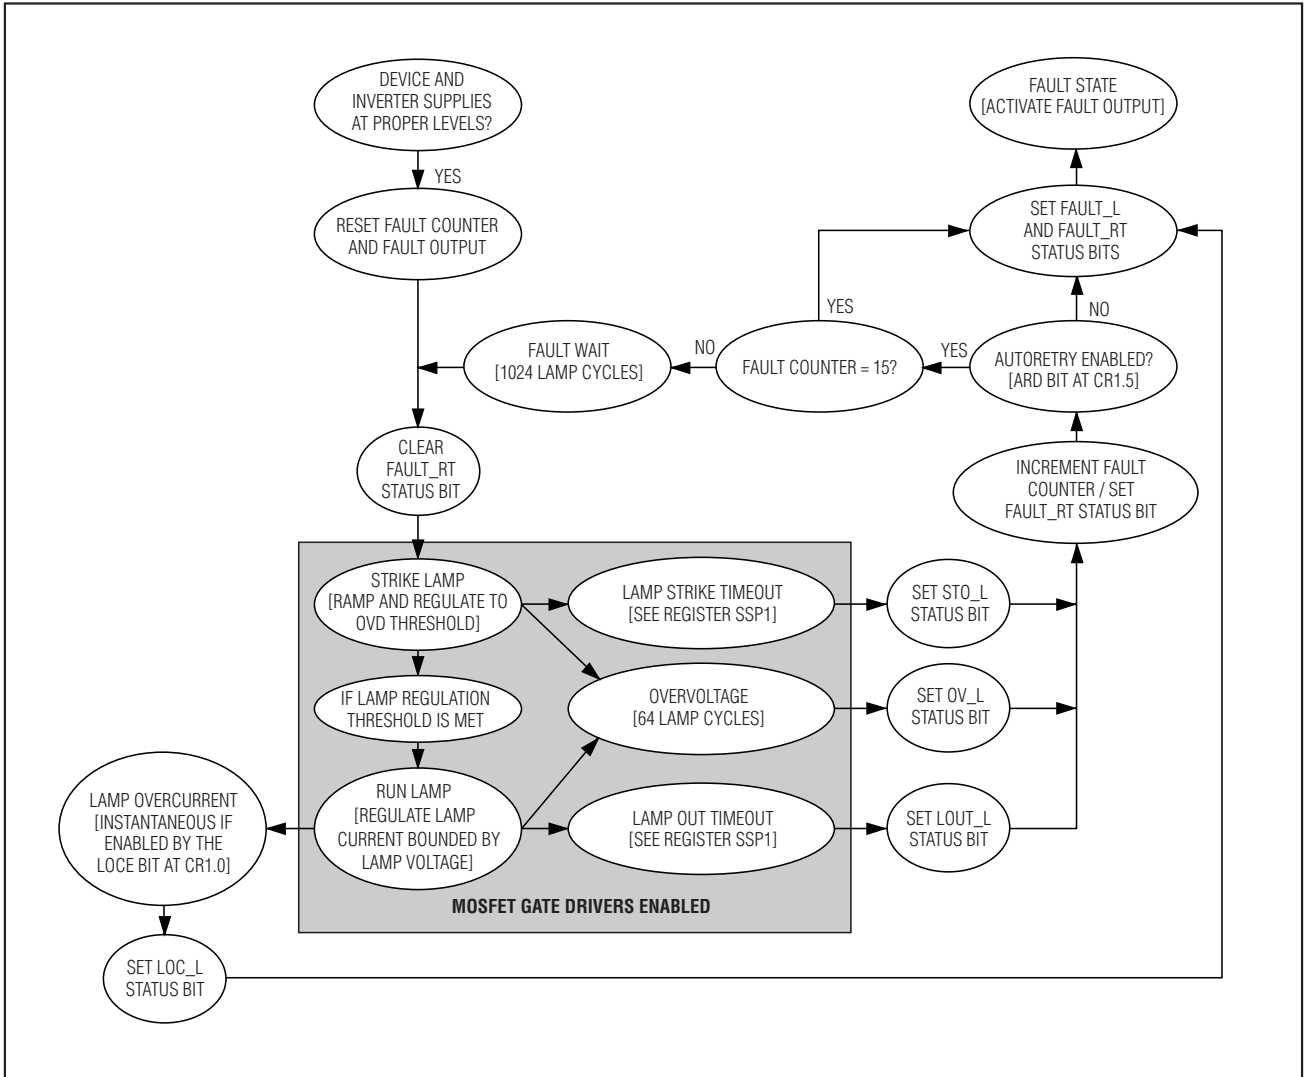 DEVICE AND
INVERTER SUPPLIES
AT PROPER LEVELS?
YES
RESET FAULT COUNTER
AND FAULT OUTPUT
FAULT STATE
[ACTIVATE FAULT OUTPUT]
SET FAULT_L
AND FAULT_RT
STATUS BITS
NO
YES
AUTORETRY ENABLED?
[ARD BIT AT CR1.5]
YES
FAULT COUNTER = 15?
NO
FAULT WAIT
[1024 LAMP CYCLES]
CLEAR
FAULT_RT
STATUS BIT
INCREMENT FAULT
COUNTER / SET
FAULT_RT STATUS BIT
STRIKE LAMP
[RAMP AND REGULATE TO
OVD THRESHOLD]
LAMP STRIKE TIMEOUT
[SEE REGISTER SSP1]
SET STO_L
STATUS BIT
IF LAMP REGULATION
THRESHOLD IS MET
OVERVOLTAGE
[64 LAMP CYCLES]
SET OV_L
STATUS BIT
RUN LAMP
[REGULATE LAMP
CURRENT BOUNDED BY
LAMP VOLTAGE]
LAMP OUT TIMEOUT
[SEE REGISTER SSP1]
SET LOUT_L
STATUS BIT
LAMP OVERCURRENT
[INSTANTANEOUS IF
ENABLED BY THE
LOCE BIT AT CR1.0]
MOSFET GATE DRIVERS ENABLED
SET LOC_L
STATUS BIT